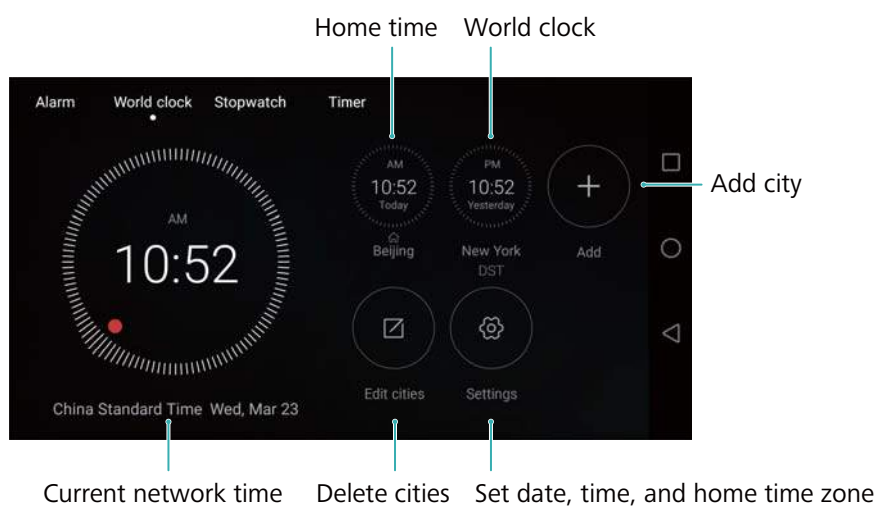 Home time
World clock
Alarm
World clock
Stopwatch
Timer
AM
10:52
China Standard Time Wed, Mar 23
AM
10:52
Today
Beijing
PM
10:52
Yesterday
New York
DST
Add
Add city
Edit cities
Settings
Current network time
Delete cities
Set date, time, and home time zone